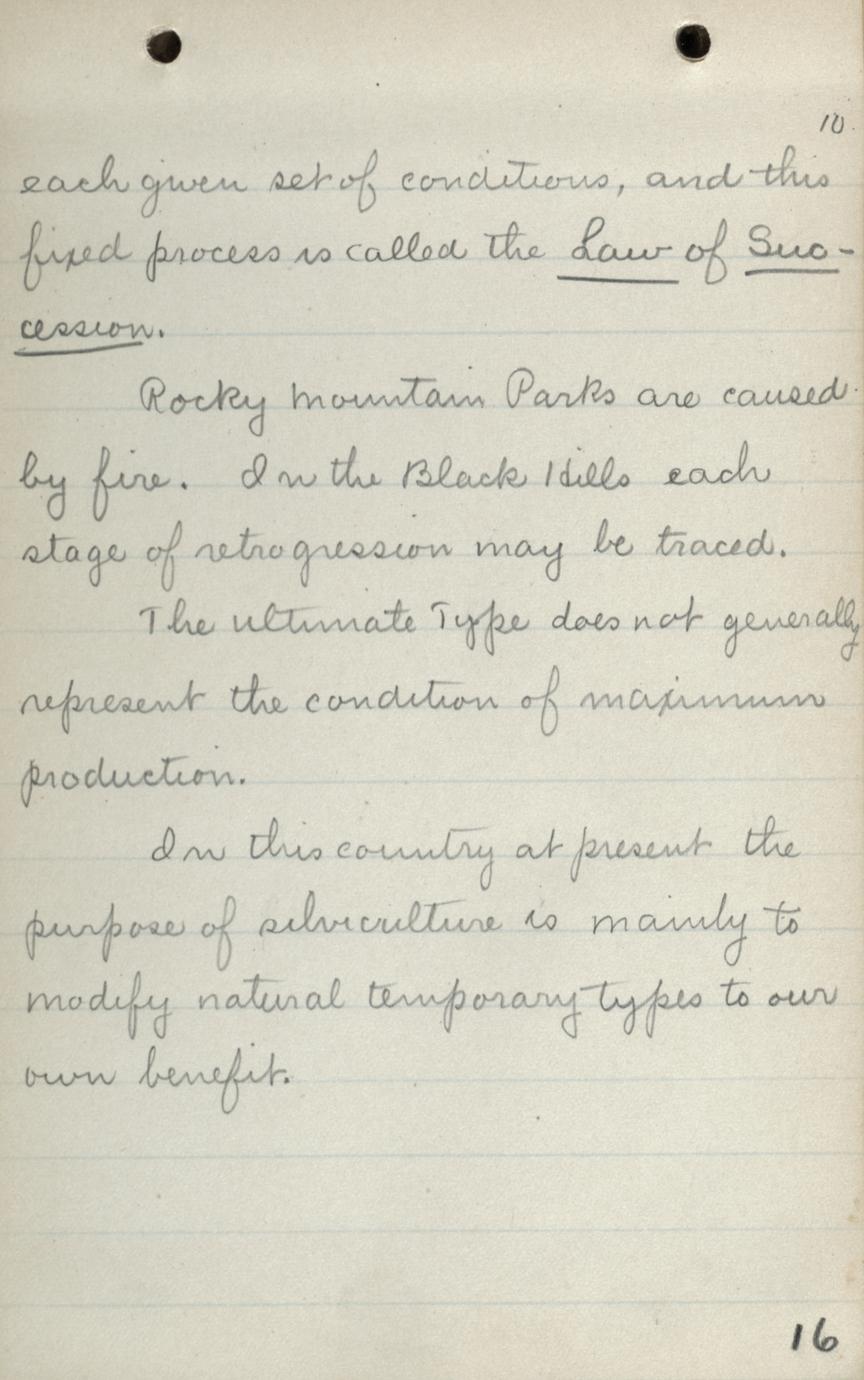 10
each given set of conditions, and this
fixed process is called the Law of Suc-
cession.
Rocky Mountain Parks are caused
by fire. In the Black Hills each
stage of retrogression may be traced.
The ultimate Type does not generally
represent the condition of maximum
production.
In this country at present the
purpose of silviculture is mainly to
modify natural temporary types to our
own benefit.
16